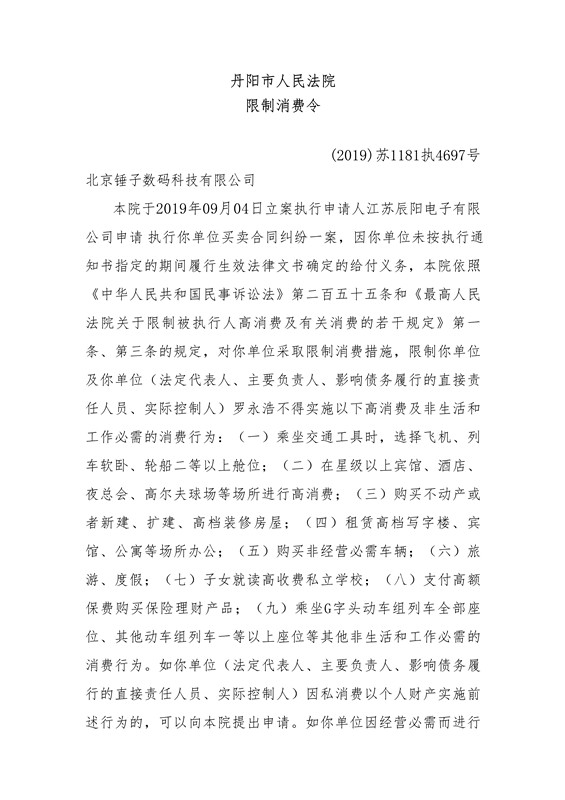 丹阳市人民法院
限制消费令
(2019)苏1181执4697号
北京锤子数码科技有限公司
本院于2019年09月04日立案执行申请人江苏辰阳电子有限
公司申请 执行你单位买卖合同纠纷一案，因你单位未按执行通
知书指定的期间履行生效法律文书确定的给付义务，本院依照
《中华人民共和国民事诉讼法》第二百五十五条和《最高人民
法院关于限制被执行人高消费及有关消费的若干规定》第一
条、第三条的规定，对你单位采取限制消费措施，限制你单位
及你单位（法定代表人、主要负责人、影响债务履行的直接责
任人员、实际控制人）罗永浩不得实施以下高消费及非生活和
工作必需的消费行为：（一）乘坐交通工具时，选择飞机、列
车软卧、轮船二等以上舱位；（二）在星级以上宾馆、酒店、
夜总会、高尔夫球场等场所进行高消费；（三）购买不动产或
者新建、扩建、高档装修房屋；（四）租赁高档写字楼、宾
馆、公寓等场所办公；（五）购买非经营必需车辆；（六）旅
游、度假；（七）子女就读高收费私立学校；（八）支付高额
保费购买保险理财产品；（九）乘坐G字头动车组列车全部座
位、其他动车组列车一等以上座位等其他非生活和工作必需的
消费行为。如你单位（法定代表人、主要负责人、影响债务履
行的直接责任人员、实际控制人）因私消费以个人财产实施前
述行为的，可以向本院提出申请。如你单位因经营必需而进行